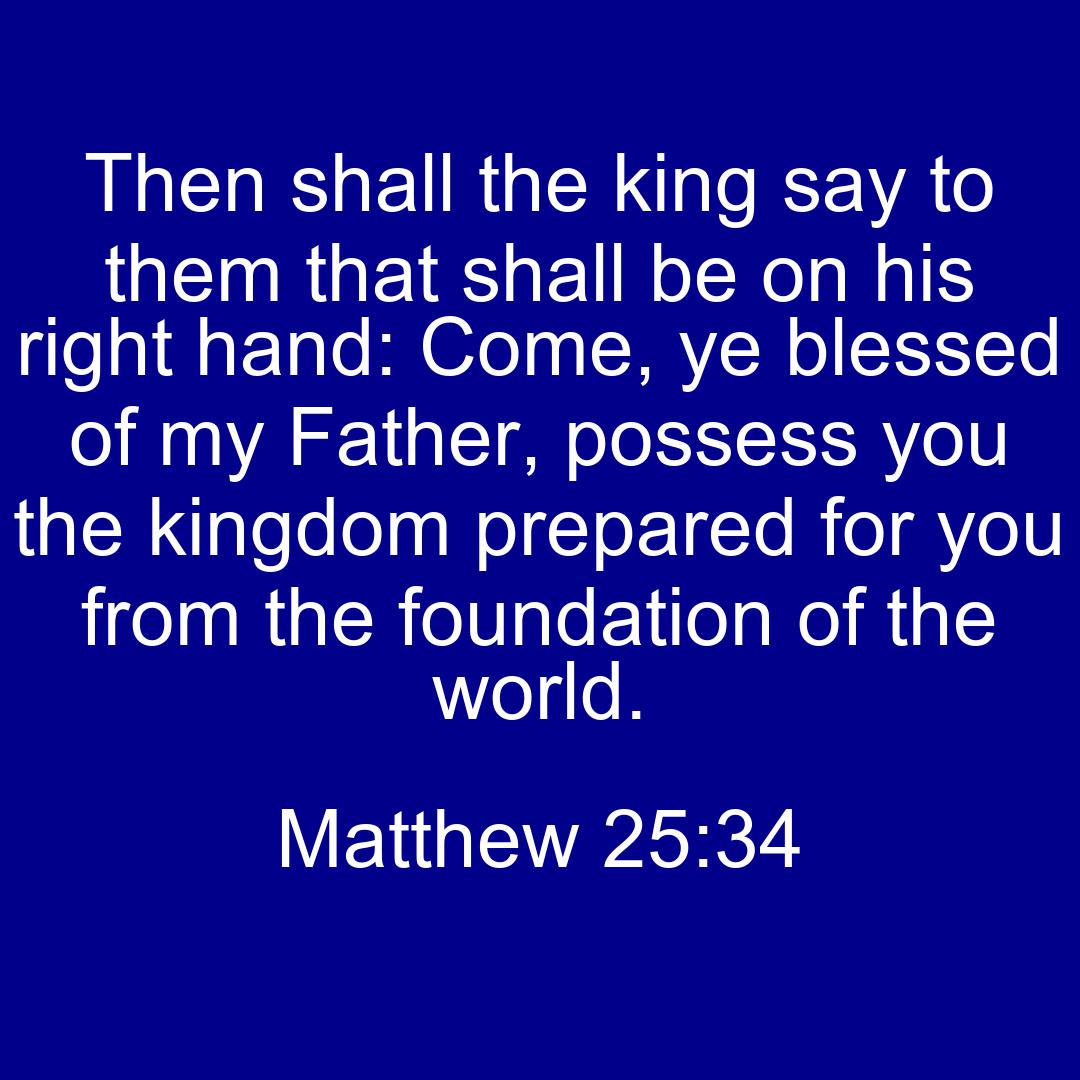 Then shall the king say to
them that shall be on his
right hand: Come, ye blessed
of my Father, possess you
the kingdom prepared for you
from the foundation of the
world.
Matthew 25:34